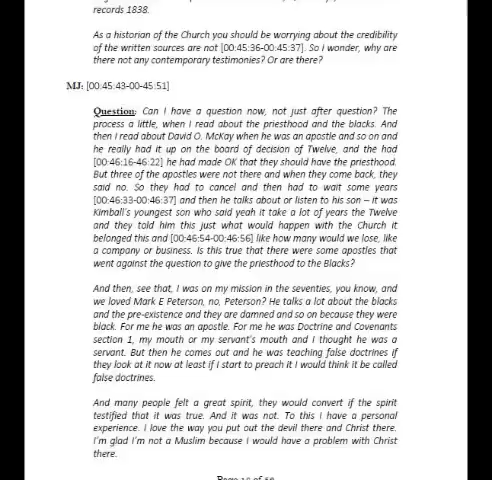 records 1838.
As a historian of the Church you should be worrying about the credibility
of the written sources are not [00:45:36-00:45:37]. So I wonder, why are
there not any contemporary testimonies? Or are there?
MJ: [00:45:43-00-45:51]
Question: Can I have a question now, not just after question? The
process a little, when I read about the priesthood and the blacks. And
then I read about David O. McKay when he was an apostle and so on and
he really had it up on the board of decision of Twelve, and the had
[00:46:16-46:22] he had made OK that they should have the priesthood.
But three of the apostles were not there and when they come back, they
said no. So they had to cancel and then had to wait some years
[00:46:33-00:46:37] and then he talks about or listen to his son – it was
Kimball's youngest son who said yeah it take a lot of years the Twelve
and they told him this just what would happen with the Church it
belonged this and [00:46:54-00:46:56] like how many would we lose, like
a company or business. Is this true that there were some apostles that
went against the question to give the priesthood to the Blacks?
And then, see that, I was on my mission in the seventies, you know, and
we loved Mark E Peterson, no, Peterson? He talks a lot about the blacks
and the pre-existence and they are damned and so on because they were
black. For me he was an apostle. For me he was Doctrine and Covenants
section 1, my mouth or my servant's mouth and I thought he was a
servant. But then he comes out and he was teaching false doctrines if
they look at it now at least if I start to preach it I would think it be called
false doctrines.
And many people felt a great spirit, they would convert if the spirit
testified that it was true. And it was not. To this I have a personal
experience. I love the way you put out the devil there and Christ there.
I'm glad I'm not a Muslim because I would have a problem with Christ
there.